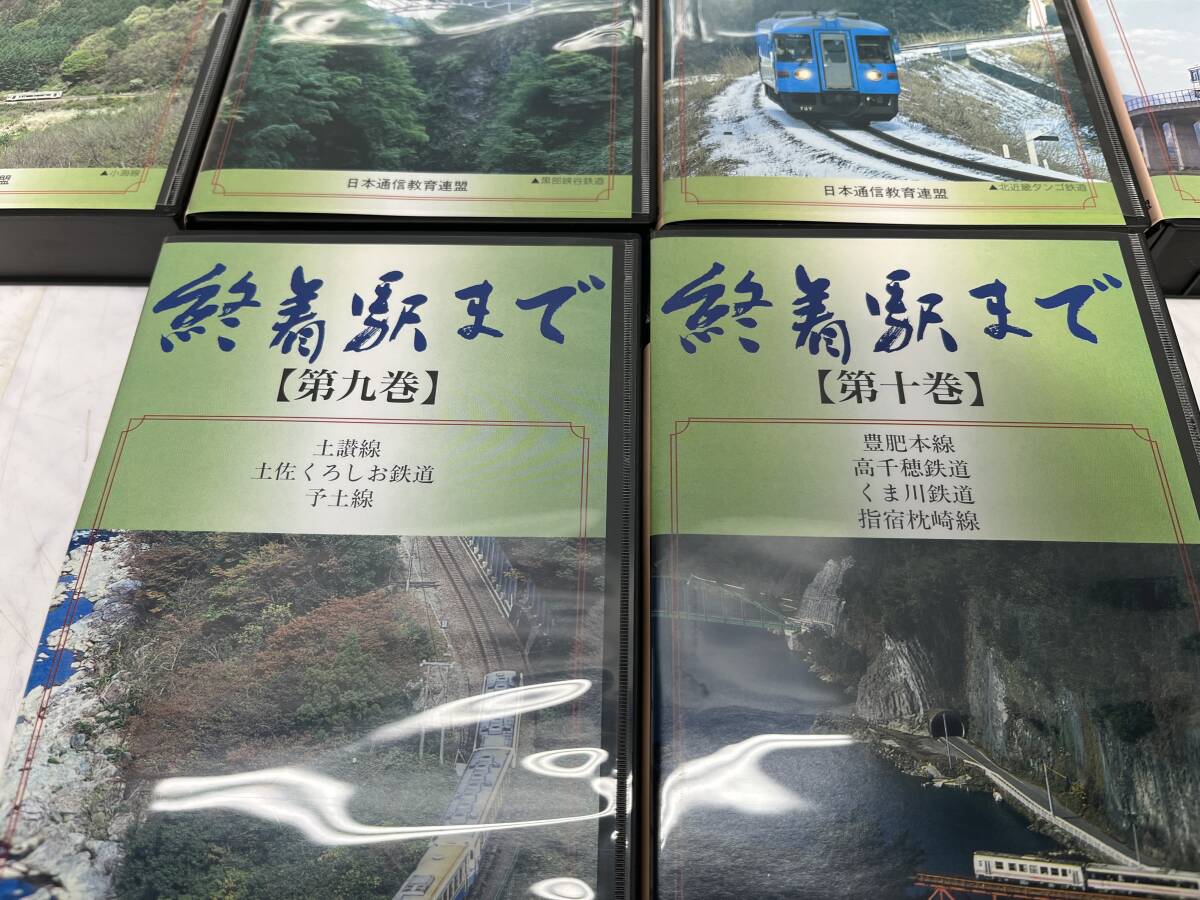 盟
▲小海線
日本通信教育連盟
▲黒部峡谷鉄道
日本通信教育連盟
▲北近畿タンゴ鉄道
終着駅まで
【第九巻】
土讃線
土佐くろしお鉄道
予土線
終着駅まで
【第十巻】
豊肥本線
高千穂鉄道
くま川鉄道
指宿枕崎線